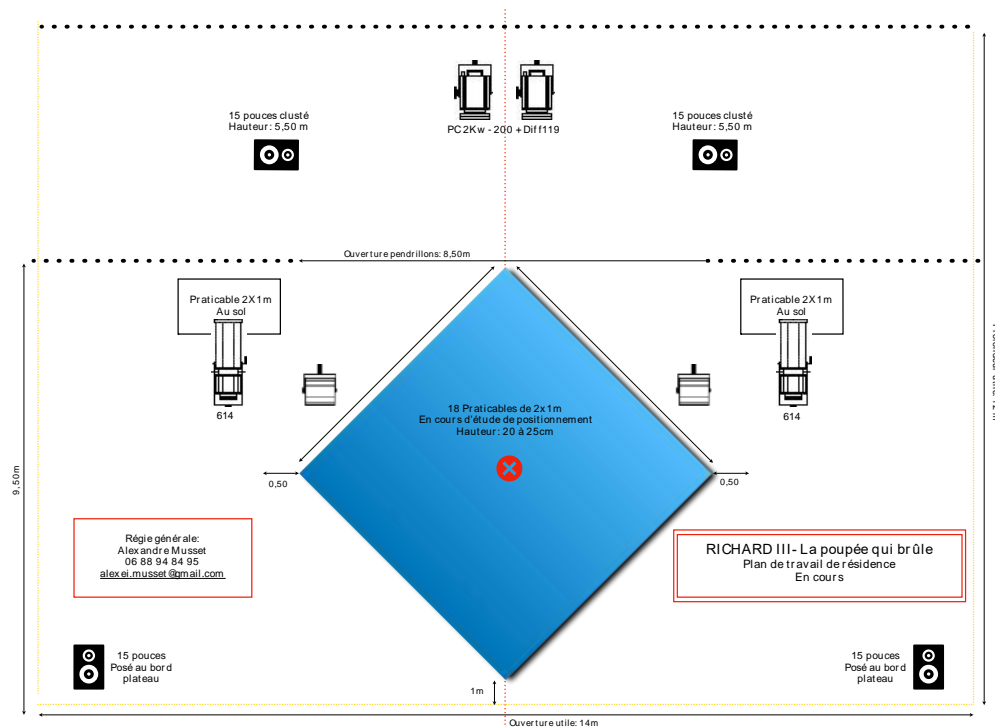 15 pouces clusté
Hauteur: 5,50 m
15 pouces clusté
Hauteur: 5,50 m
PC 2Kw - 200 + Diff119
Ouverture pendrillons: 8,50m
Praticable 2X1m
Au sol
Praticable 2X1m
Au sol
614
614
18 Praticables de 2x1m
En cours d'étude de positionnement
Hauteur: 20 à 25cm
0,50
0,50
9,50m
Régie générale:
Alexandre Musset
06 88 94 84 95
alexei.musset@gmail.com
RICHARD III- La poupée qui brûle
Plan de travail de résidence
En cours
15 pouces
Posé au bord
plateau
15 pouces
Posé au bord
plateau
1m
Ouverture utile: 14m